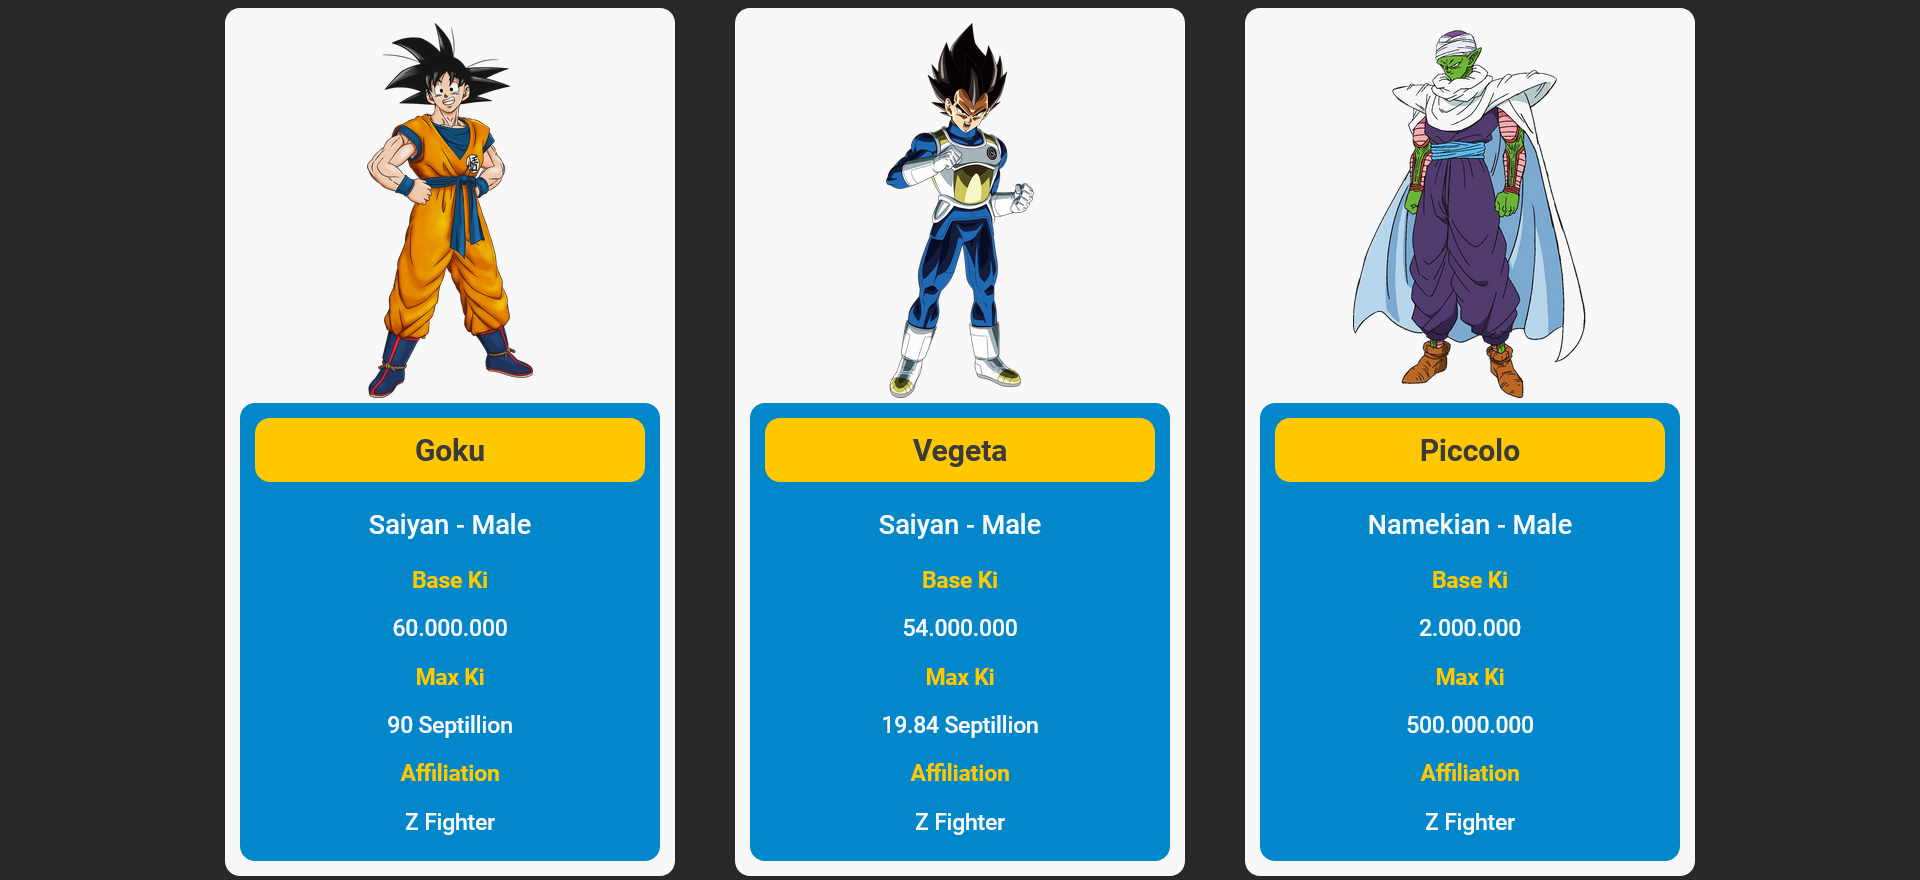 Goku
Saiyan - Male
Base Ki
60.000.000
Max Ki
90 Septillion
Affiliation
Z Fighter
Vegeta
Saiyan - Male
Base Ki
54.000.000
Max Ki
19.84 Septillion
Affiliation
Z Fighter
Piccolo
Namekian - Male
Base Ki
2.000.000
Max Ki
500.000.000
Affiliation
Z Fighter